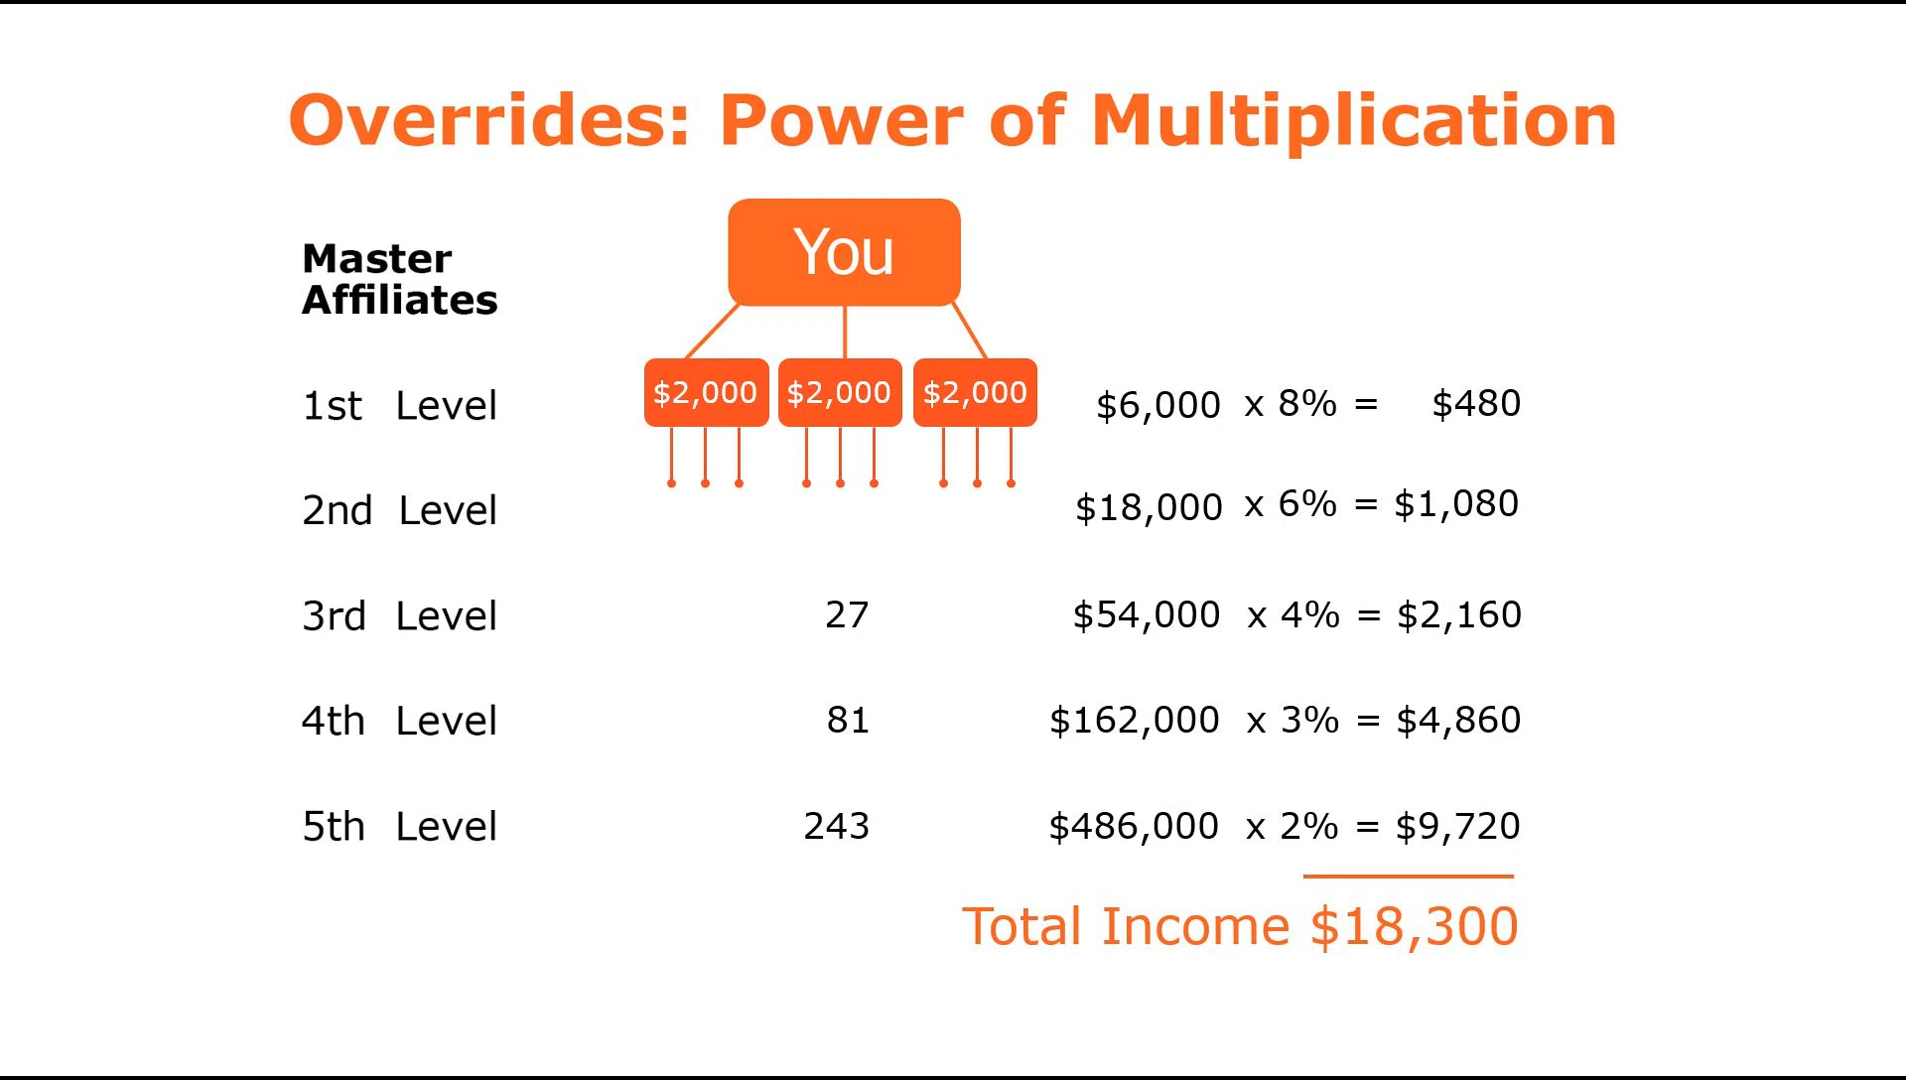 Overrides: Power of Multiplication
You
Master
Affiliates
1st Level $2,000 $2,000 $2,000 $6,000 x 8% = $480
2nd Level $18,000 x 6% = $1,080
3rd Level 27 $54,000 x 4% = $2,160
4th Level 81 $162,000 x 3% = $4,860
5th Level 243 $486,000 x 2% = $9,720
Total Income $18,300